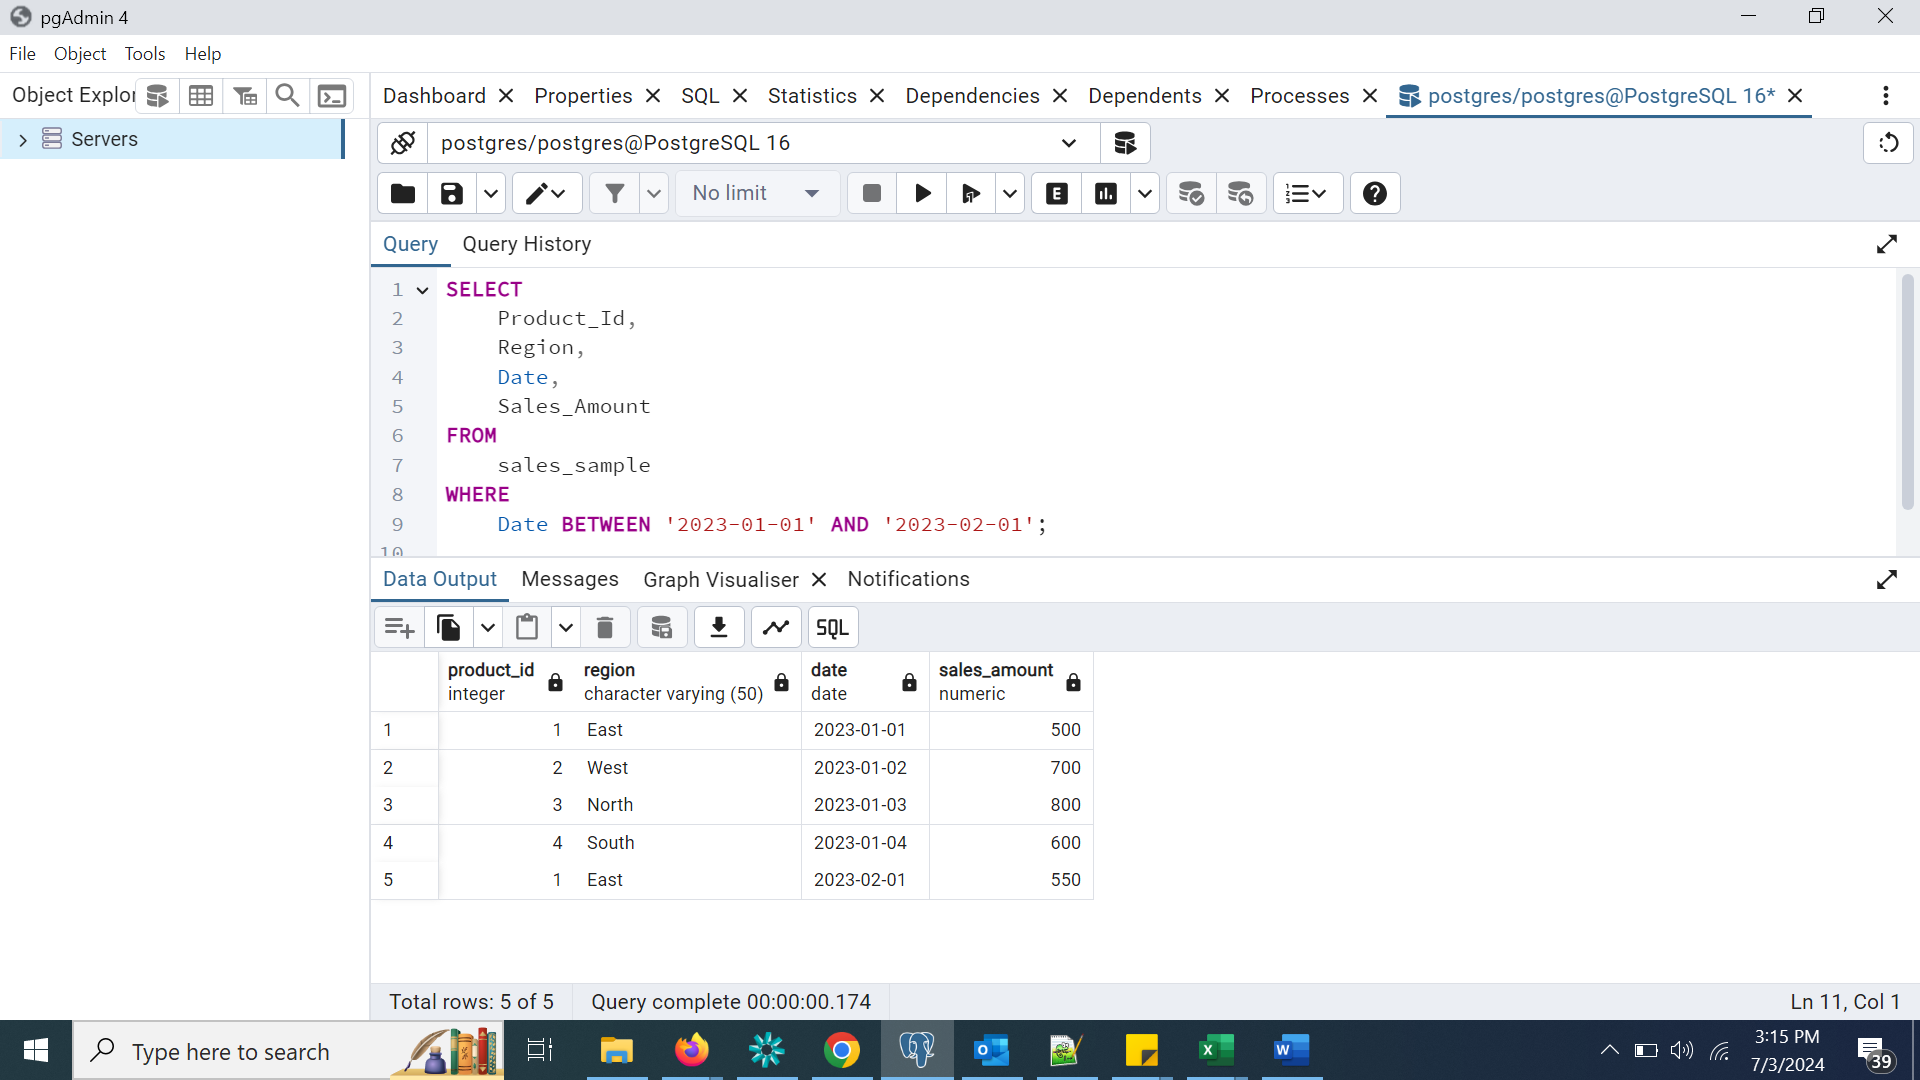 pgAdmin 4
File Object Tools Help
Object Explor
Dashboard Properties SQL Statistics Dependencies Dependents Processes postgres/postgres@PostgreSQL 16*
Servers
postgres/postgres@PostgreSQL 16
No limit
E
Query Query History
1 SELECT
2 Product_Id,
3 Region,
4 Date,
5 Sales_Amount
6 FROM
7 sales_sample
8 WHERE
9 Date BETWEEN '2023-01-01' AND '2023-02-01';
10
Data Output Messages Graph Visualiser Notifications
SQL
product_id region date sales_amount
integer character varying (50) date numeric
1 1 East 2023-01-01 500
2 2 West 2023-01-02 700
3 3 North 2023-01-03 800
4 4 South 2023-01-04 600
5 1 East 2023-02-01 550
Total rows: 5 of 5 Query complete 00:00:00.174 Ln 11, Col 1
Type here to search
3:15 PM
7/3/2024
39